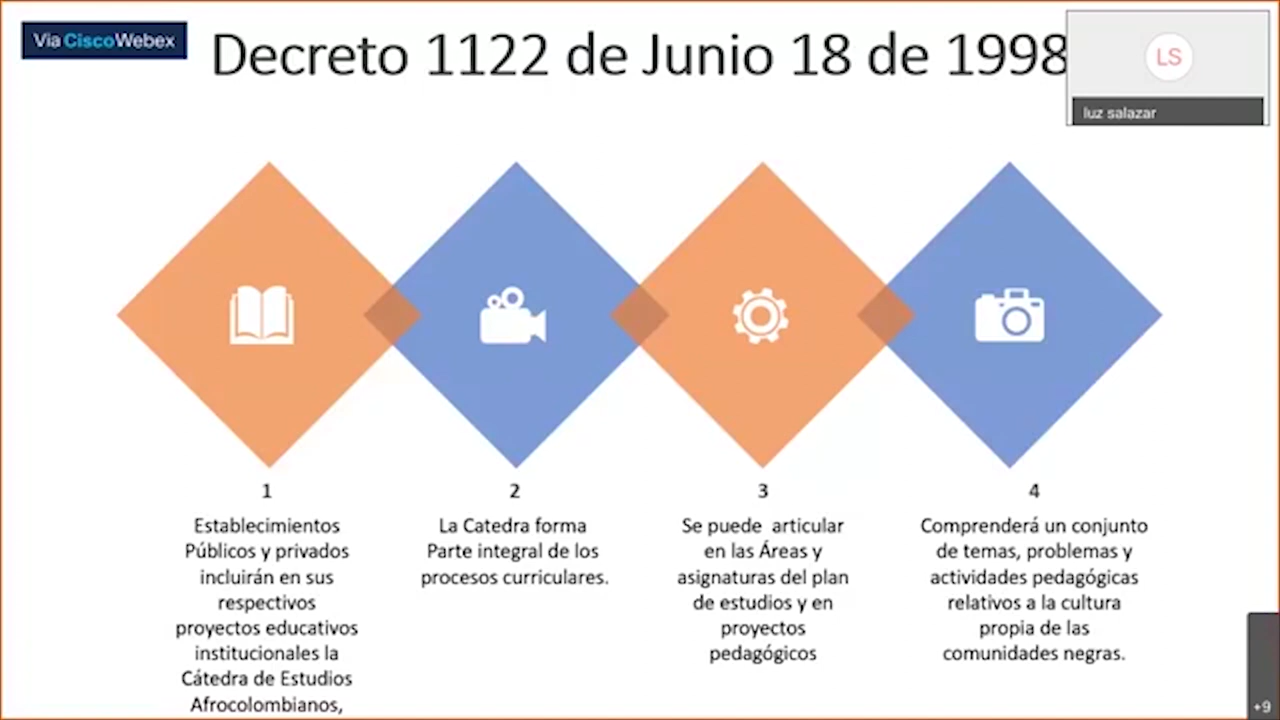 Via CiscoWebex
Decreto 1122 de Junio 18 de 1998
LS
luz salazar
1
Establecimientos
Públicos y privados
incluirán en sus
respectivos
proyectos educativos
institucionales la
Cátedra de Estudios
Afrocolombianos,
2
La Catedra forma
Parte integral de los
procesos curriculares.
3
Se puede articular
en las Áreas y
asignaturas del plan
de estudios y en
proyectos
pedagógicos
4
Comprenderá un conjunto
de temas, problemas y
actividades pedagógicas
relativos a la cultura
propia de las
comunidades negras.
+9